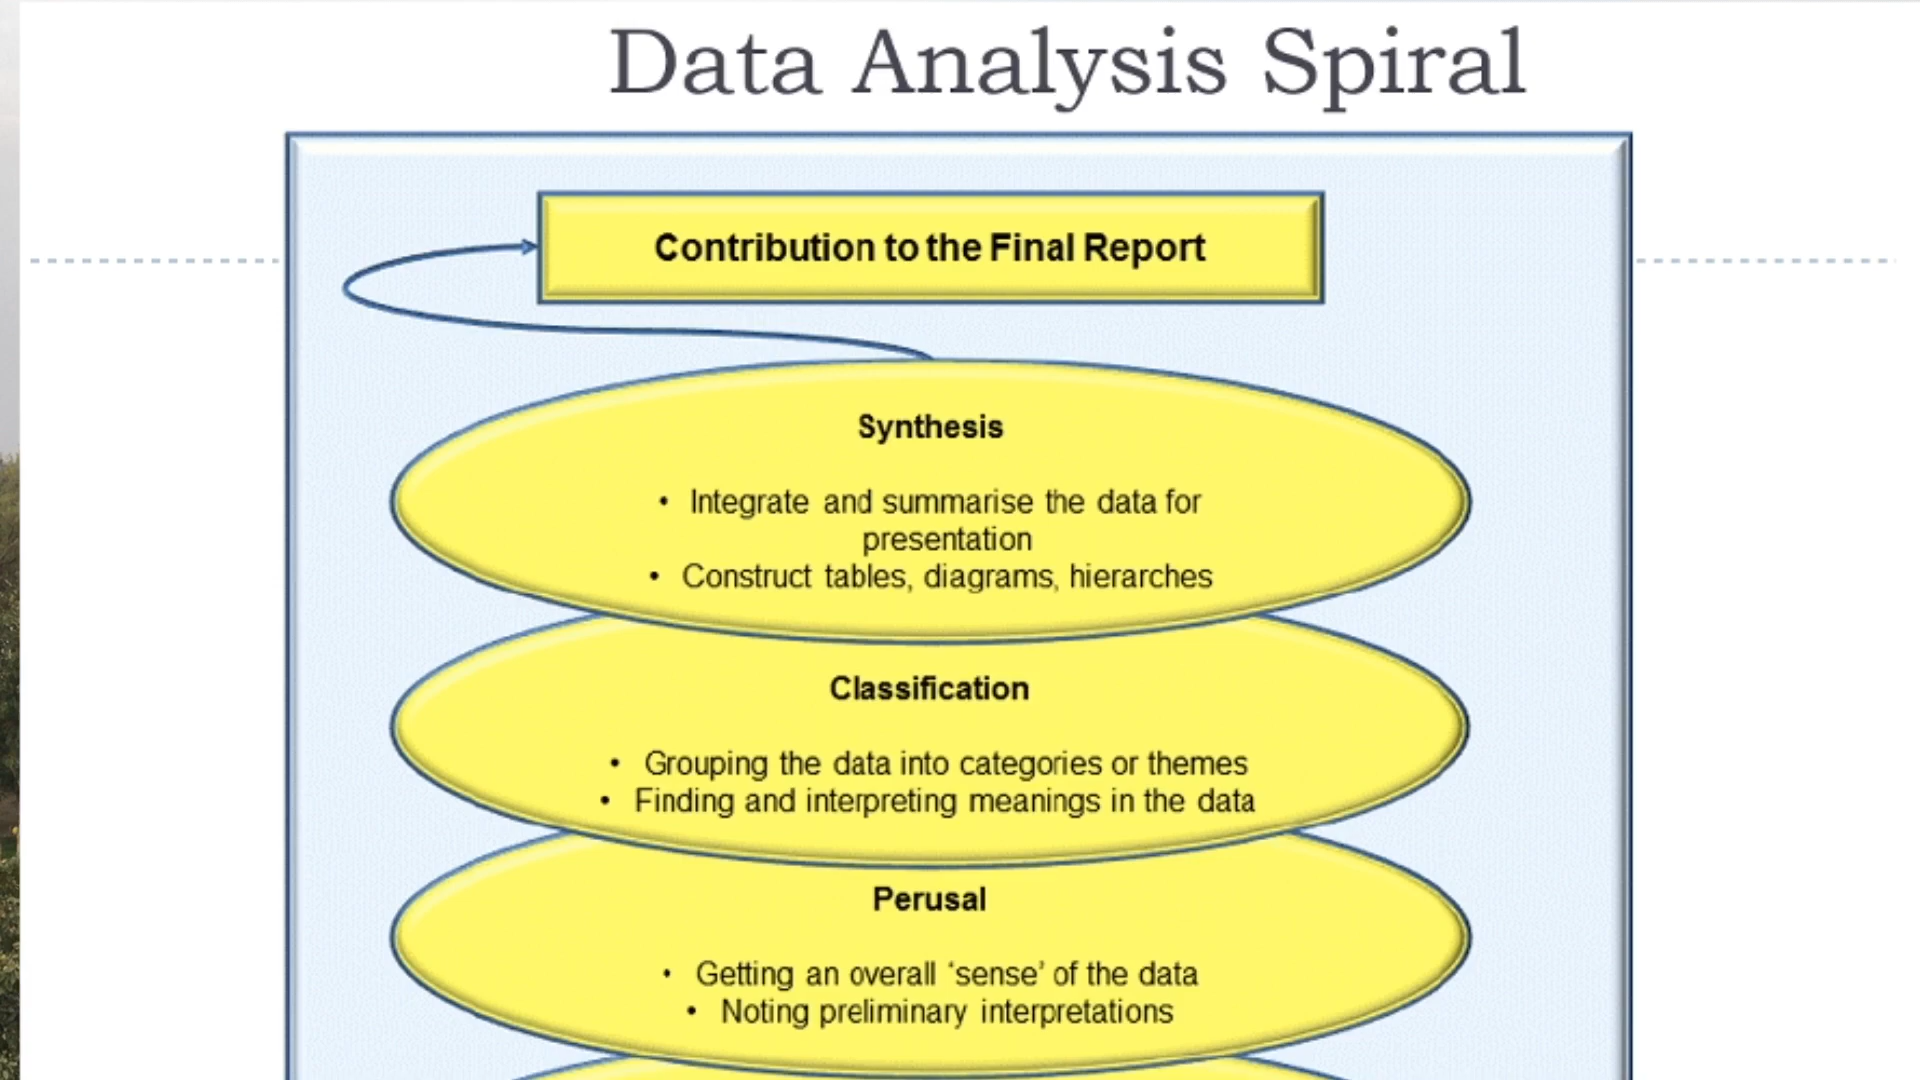 Data Analysis Spiral
Contribution to the Final Report
Synthesis
• Integrate and summarise the data for
presentation
• Construct tables, diagrams, hierarches
Classification
• Grouping the data into categories or themes
• Finding and interpreting meanings in the data
Perusal
• Getting an overall ‘sense’ of the data
• Noting preliminary interpretations